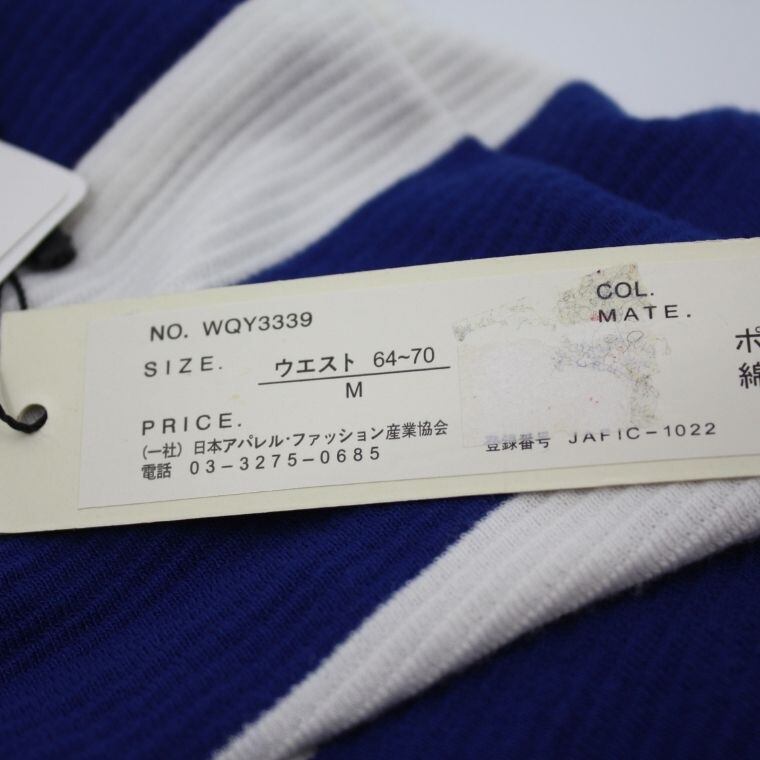 NO. WQY3339
SIZE. ウエスト 64~70
M
PRICE.
(一社) 日本アパレル・ファッション産業協会
電話 03-3275-0685
COL.
MATE.
ポ
綿
登録番号 JAFIC-1022